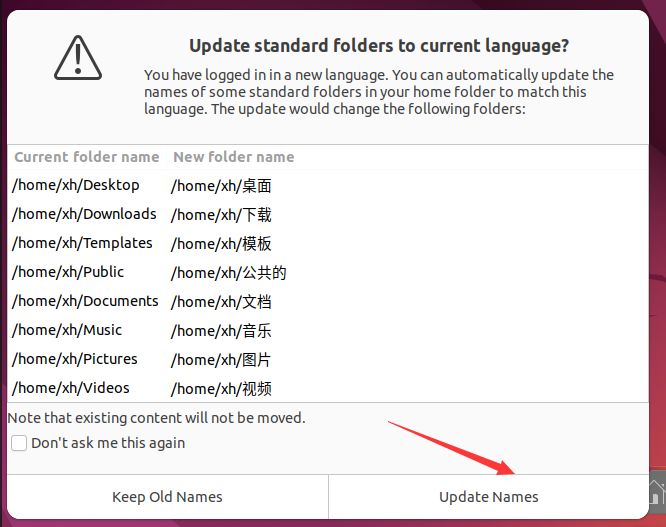 Update standard folders to current language?
You have logged in in a new language. You can automatically update the
names of some standard folders in your home folder to match this
language. The update would change the following folders:
Current folder name New folder name
/home/xh/Desktop /home/xh/桌面
/home/xh/Downloads /home/xh/下载
/home/xh/Templates /home/xh/模板
/home/xh/Public /home/xh/公共的
/home/xh/Documents /home/xh/文档
/home/xh/Music /home/xh/音乐
/home/xh/Pictures /home/xh/图片
/home/xh/Videos /home/xh/视频
Note that existing content will not be moved.
Don't ask me this again
Keep Old Names Update Names